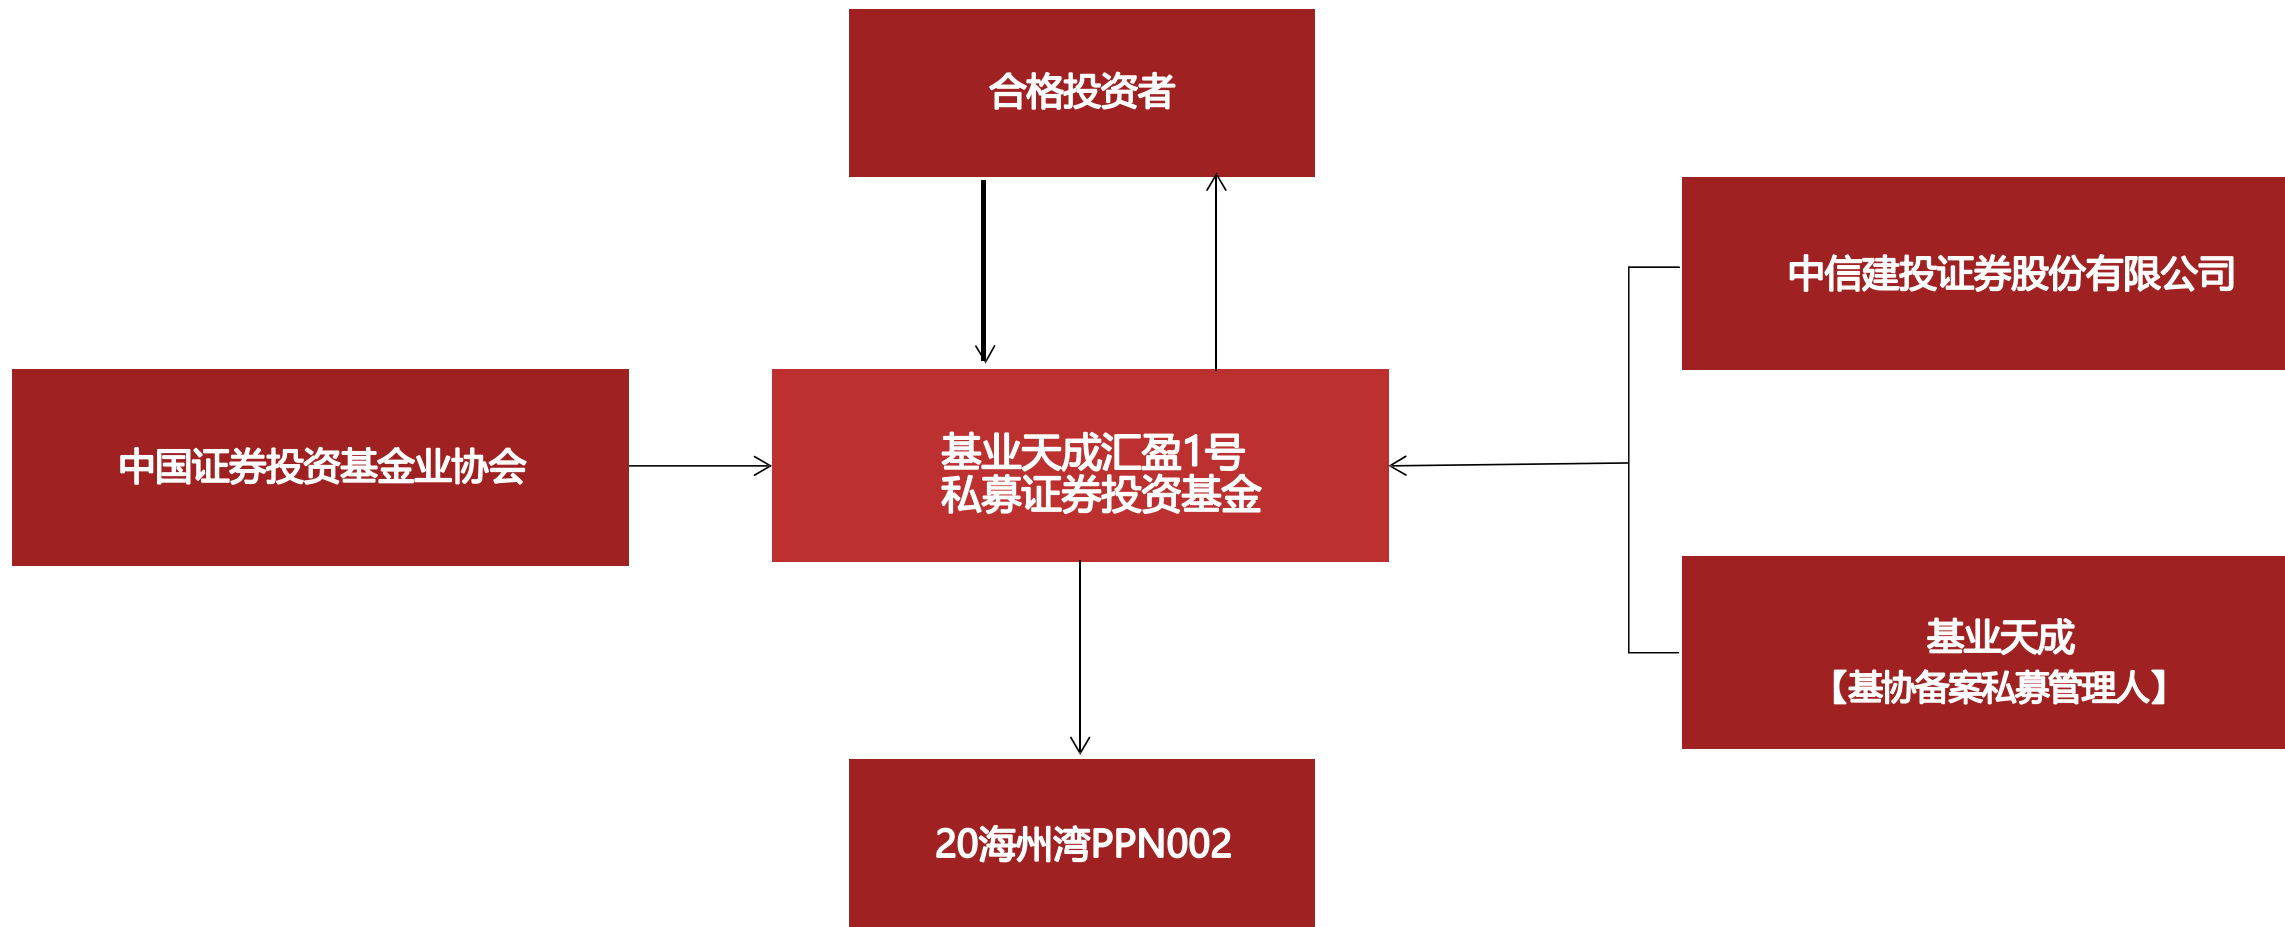 合格投资者
中信建投证券股份有限公司
中国证券投资基金业协会
基业天成汇盈1号
私募证券投资基金
基业天成
【基协备案私募管理人】
20海州湾PPN002